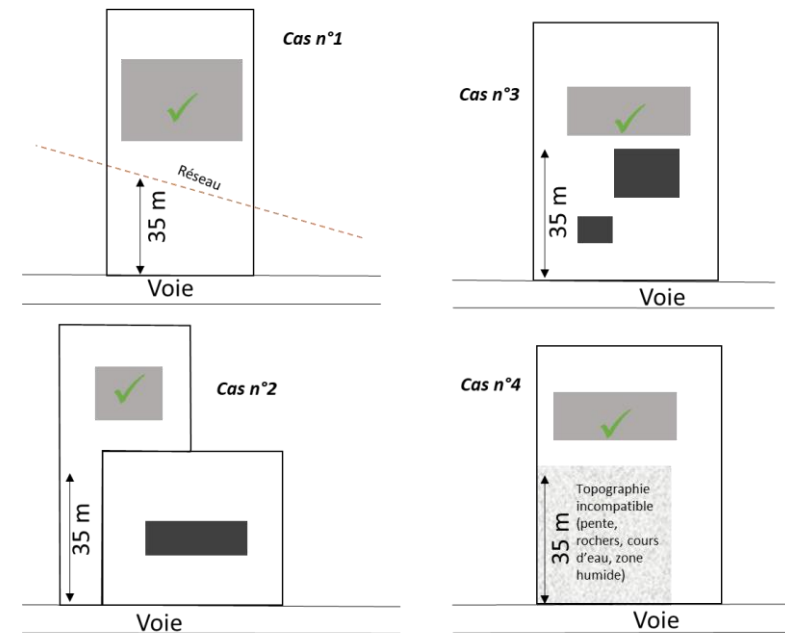 Cas n°1
Réseau
35 m
Voie
Cas n°3
35 m
Voie
Cas n°2
35 m
Voie
Cas n°4
Topographie
incompatible
(pente,
rochers, cours
d'eau, zone
humide)
35 m
Voie